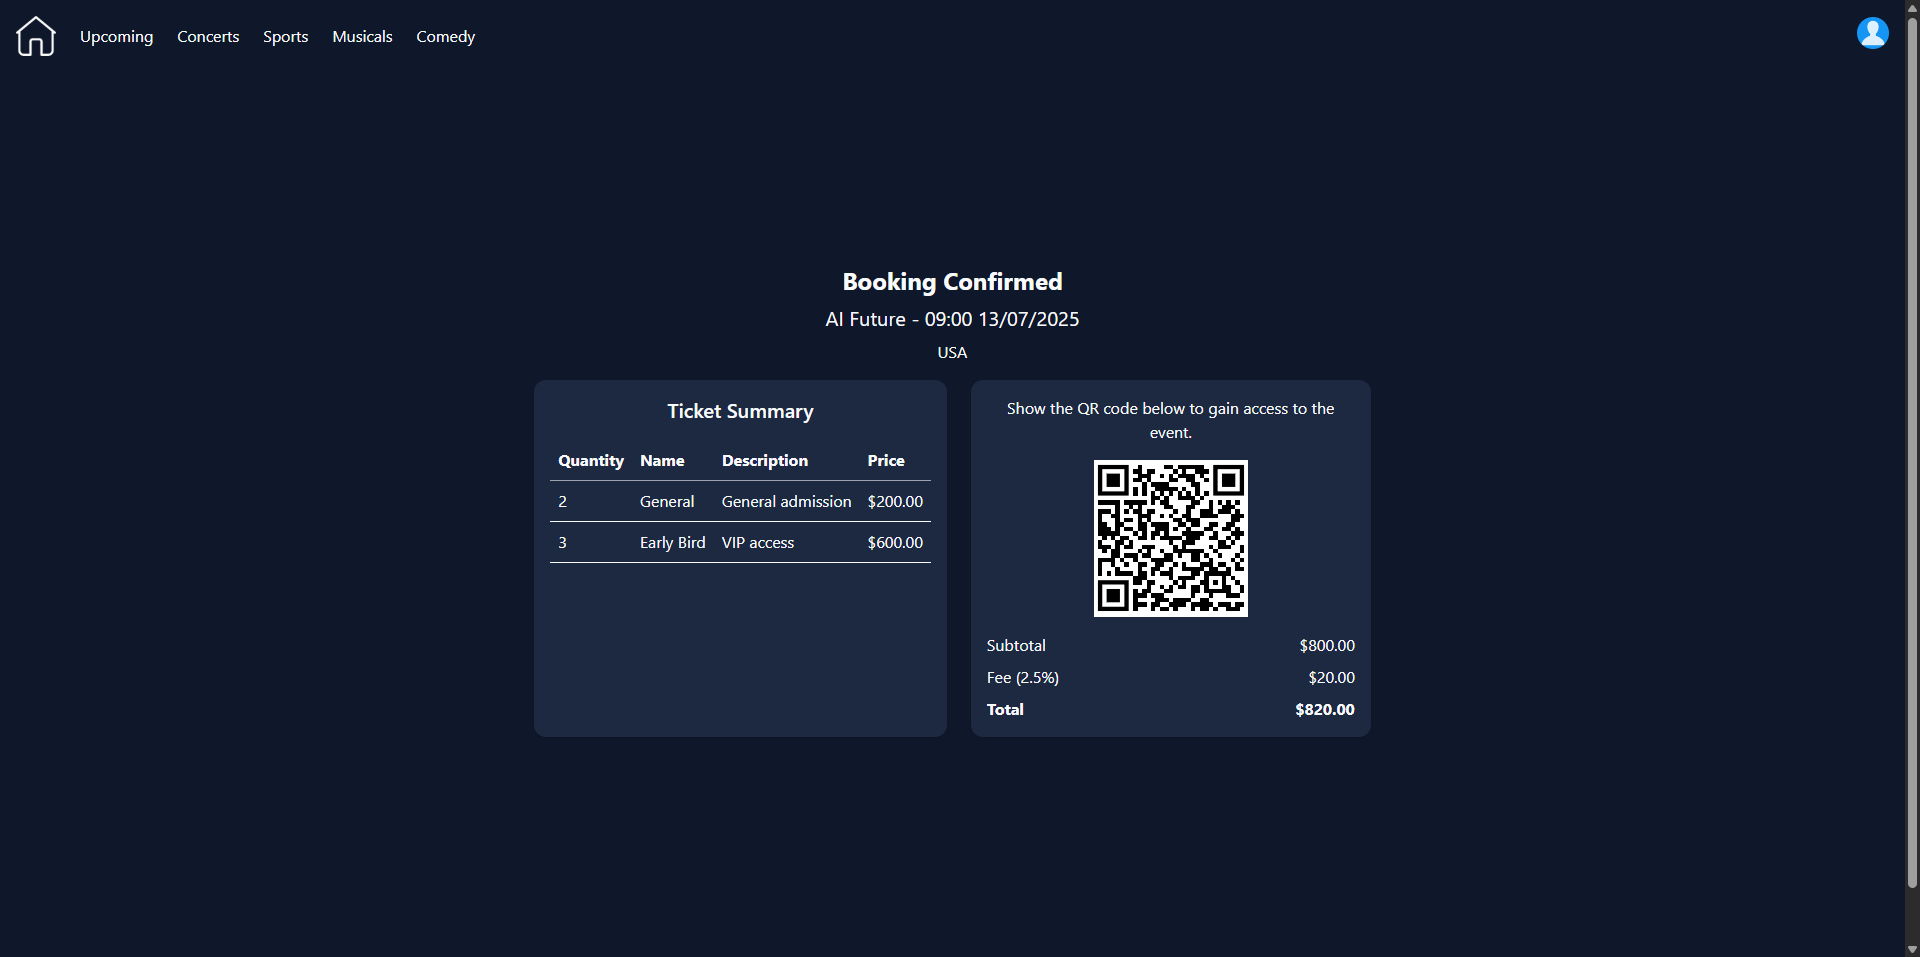 Upcoming Concerts Sports Musicals Comedy
Booking Confirmed
AI Future - 09:00 13/07/2025
USA
Ticket Summary
Quantity Name Description Price
2 General General admission $200.00
3 Early Bird VIP access $600.00
Show the QR code below to gain access to the
event.
Subtotal $800.00
Fee (2.5%) $20.00
Total $820.00